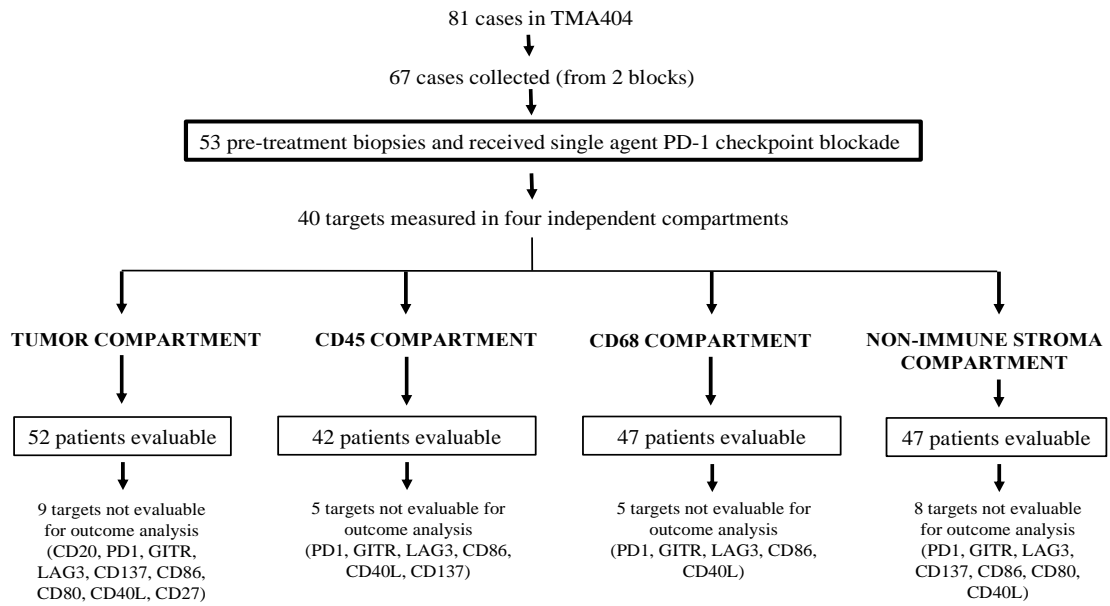 81 cases in TMA404
67 cases collected (from 2 blocks)
53 pre-treatment biopsies and received single agent PD-1 checkpoint blockade
40 targets measured in four independent compartments
TUMOR COMPARTMENT
52 patients evaluable
9 targets not evaluable
for outcome analysis
(CD20, PD1, GITR,
LAG3, CD137, CD86,
CD80, CD40L, CD27)
CD45 COMPARTMENT
42 patients evaluable
5 targets not evaluable for
outcome analysis
(PD1, GITR, LAG3, CD86,
CD40L, CD137)
CD68 COMPARTMENT
47 patients evaluable
5 targets not evaluable for
outcome analysis
(PD1, GITR, LAG3, CD86,
CD40L)
NON-IMMUNE STROMA
COMPARTMENT
47 patients evaluable
8 targets not evaluable
for outcome analysis
(PD1, GITR, LAG3,
CD137, CD86, CD80,
CD40L)